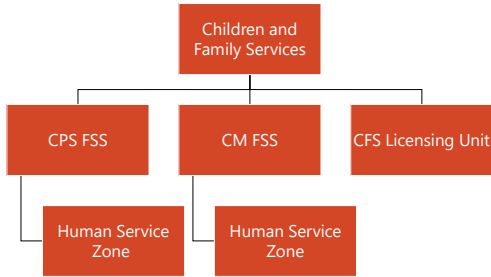 Children and
Family Services
CPS FSS
CM FSS
CFS Licensing Unit
Human Service
Zone
Human Service
Zone